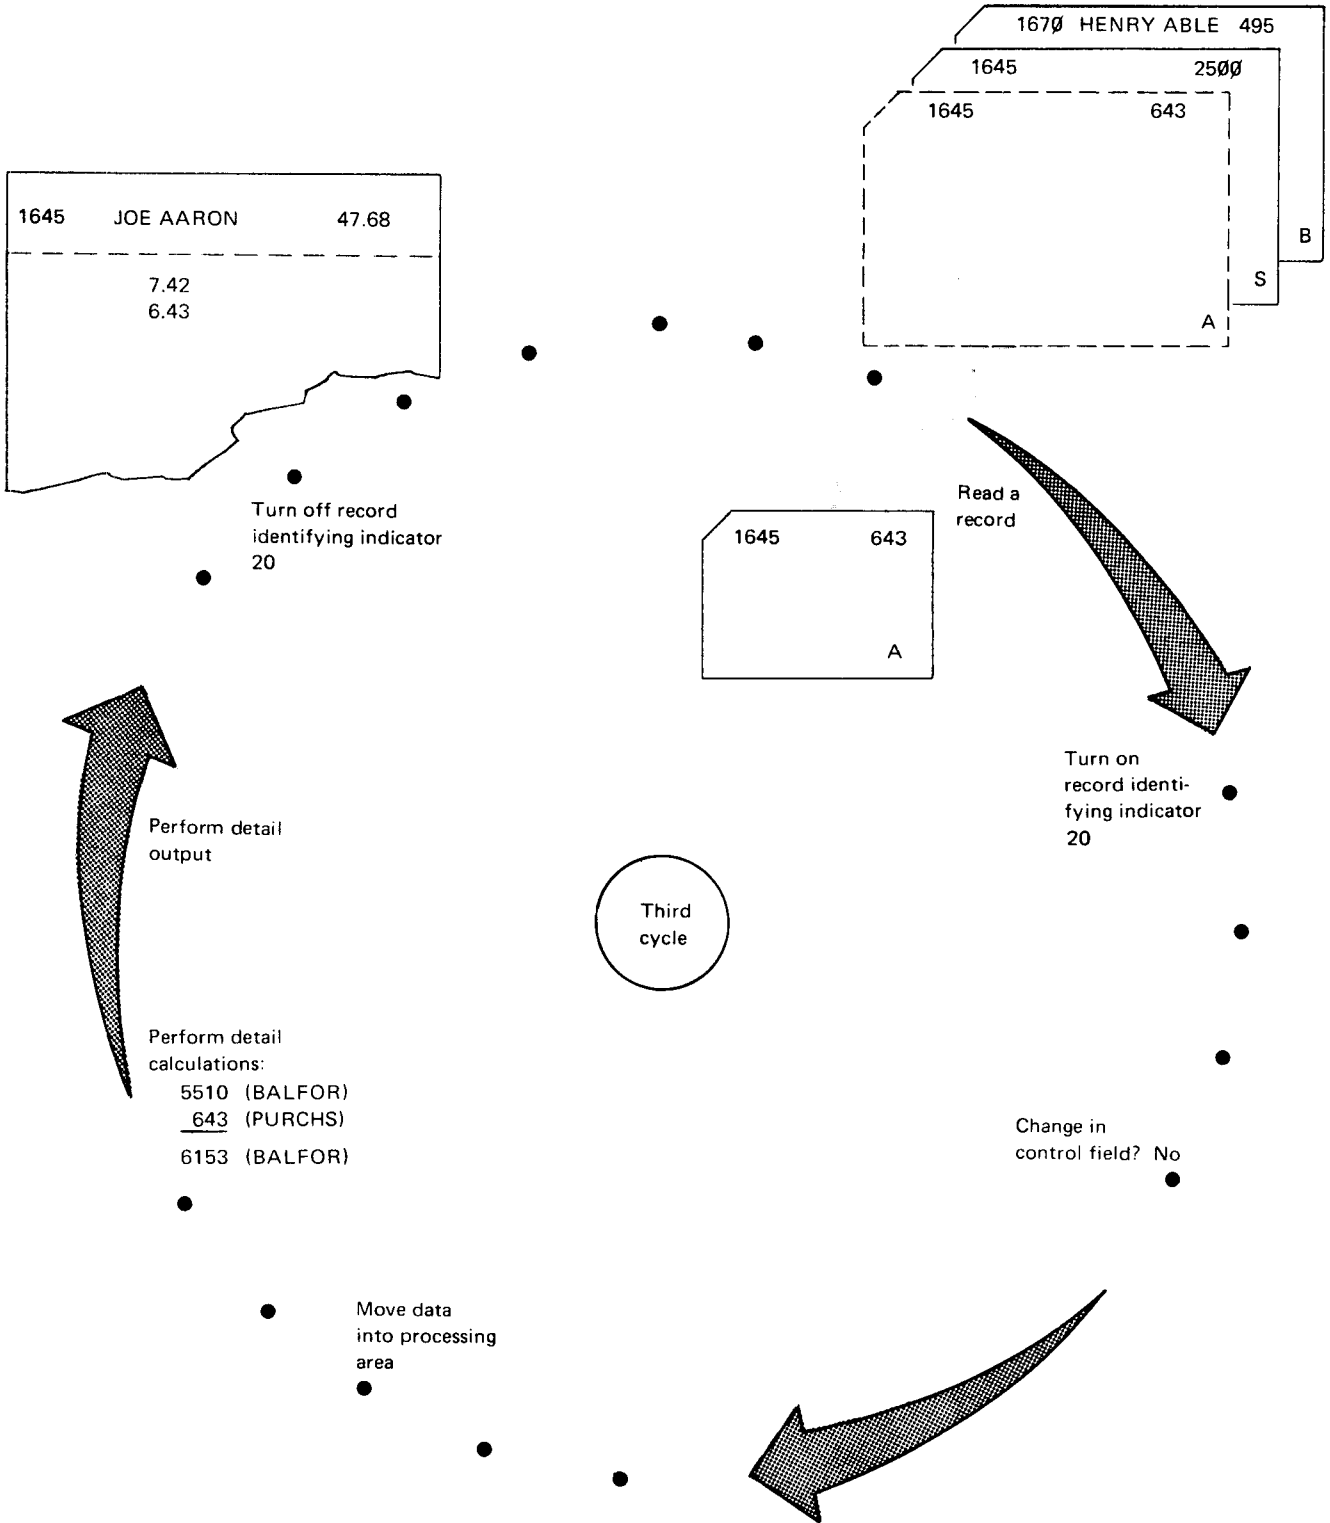 1670 HENRY ABLE 495
1645 2500
1645 643
B
S
A
1645 JOE AARON 47.68
7.42
6.43
Turn off record
identifying indicator
20
Read a
record
1645 643
A
Turn on
record identi-
fying indicator
20
Perform detail
output
Third
cycle
Perform detail
calculations:
5510 (BALFOR)
643 (PURCHS)
6153 (BALFOR)
Change in
control field? No
Move data
into processing
area